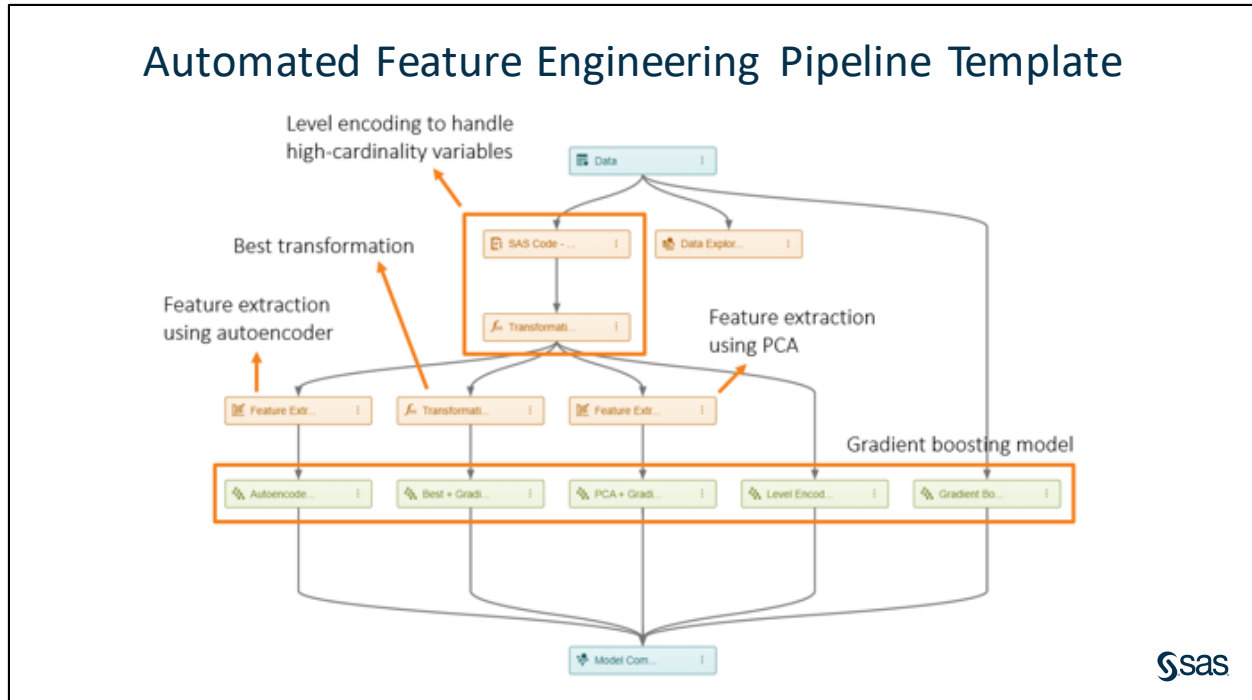 Automated Feature Engineering Pipeline Template
Level encoding to handle
high-cardinality variables
Data
Best transformation
SAS Code - ...
Data Explor...
Feature extraction
using autoencoder
Transformati...
Feature extraction
using PCA
Feature Extr...
Transformati...
Feature Extr...
Gradient boosting model
Autoencode...
Best + Gradi...
PCA + Gradi...
Level Encod...
Gradient Bo...
Model Com...
sas